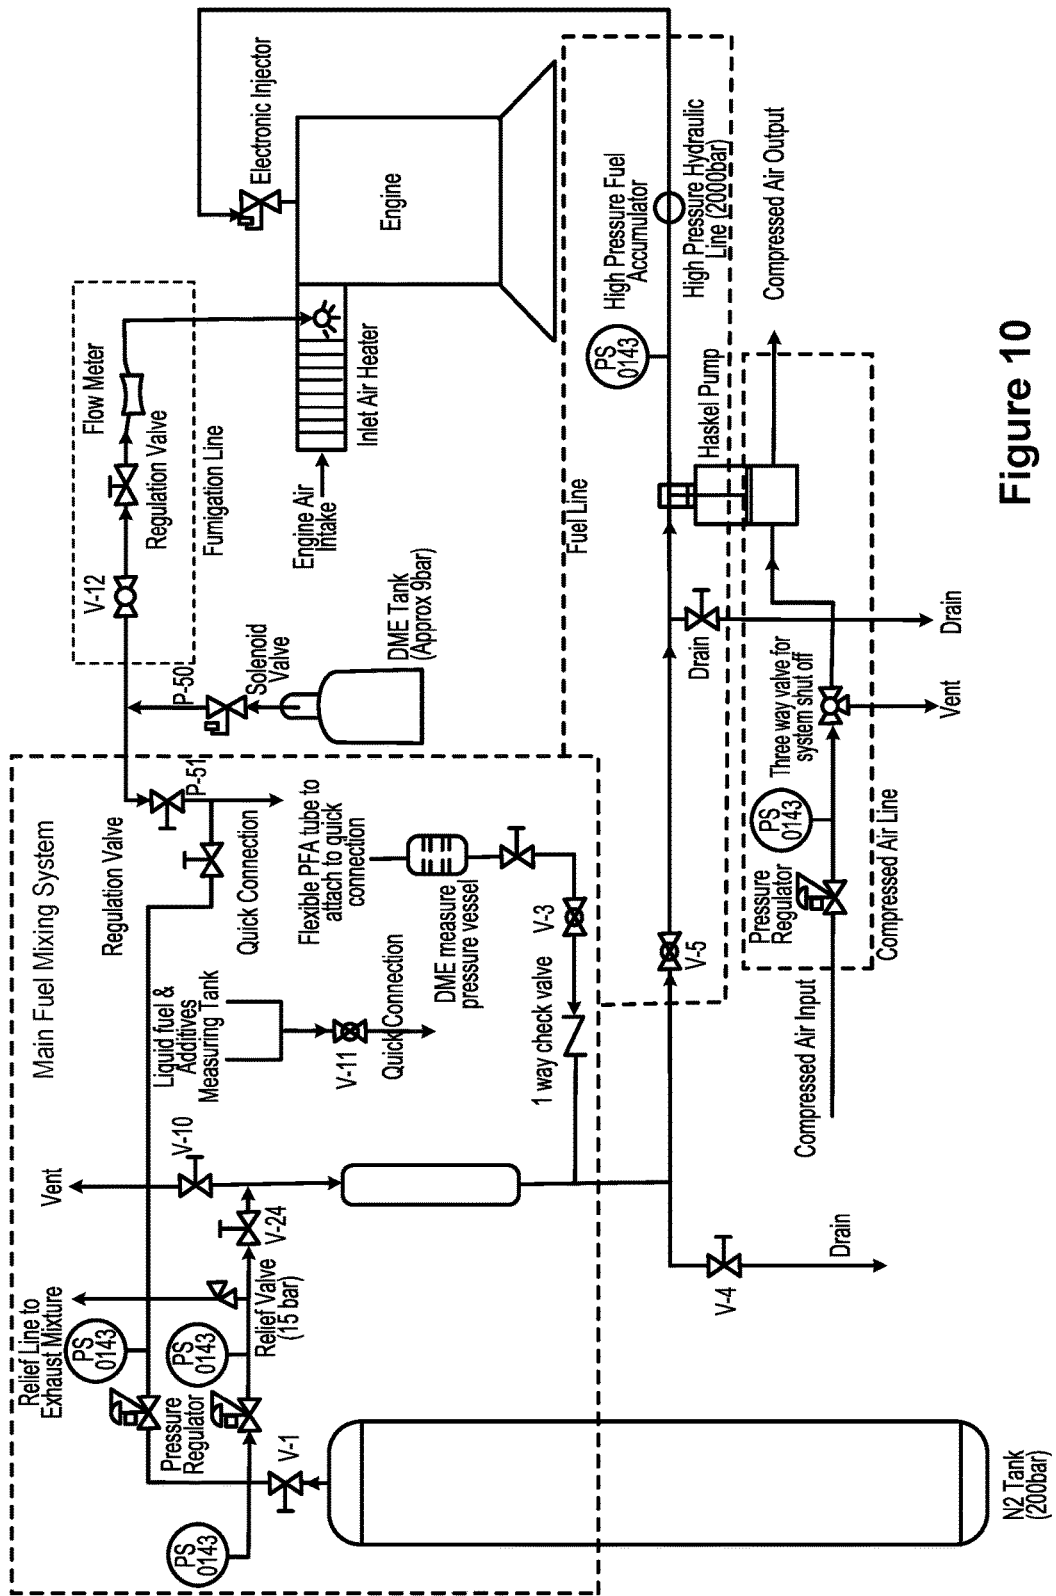 Main Fuel Mixing System
Relief Line to
Exhaust Mixture
Vent
PS
0143
PS
0143
PS
0143
Pressure
Regulator
V-1
Relief Valve
(15 bar)
V-24
V-10
Liquid fuel &
Additives
Measuring Tank
V-11
Quick Connection
Regulation Valve
P-51
Quick Connection
Flexible PFA tube to
attach to quick
connection
DME measure
pressure vessel
V-3
1 way check valve
N2 Tank
(200bar)
V-4
Drain
P-50
Solenoid
Valve
DME Tank
(Approx 9bar)
V-12
Regulation Valve
Flow Meter
Fumigation Line
Engine Air
Intake
Inlet Air Heater
Engine
Electronic Injector
Fuel Line
V-5
Drain
Drain
Haskel Pump
PS
0143
High Pressure Fuel
Accumulator
High Pressure Hydraulic
Line (2000bar)
Compressed Air Output
Compressed Air Input
Pressure
Regulator
PS
0143
Three way valve for
system shut off
Vent
Compressed Air Line
Figure 10